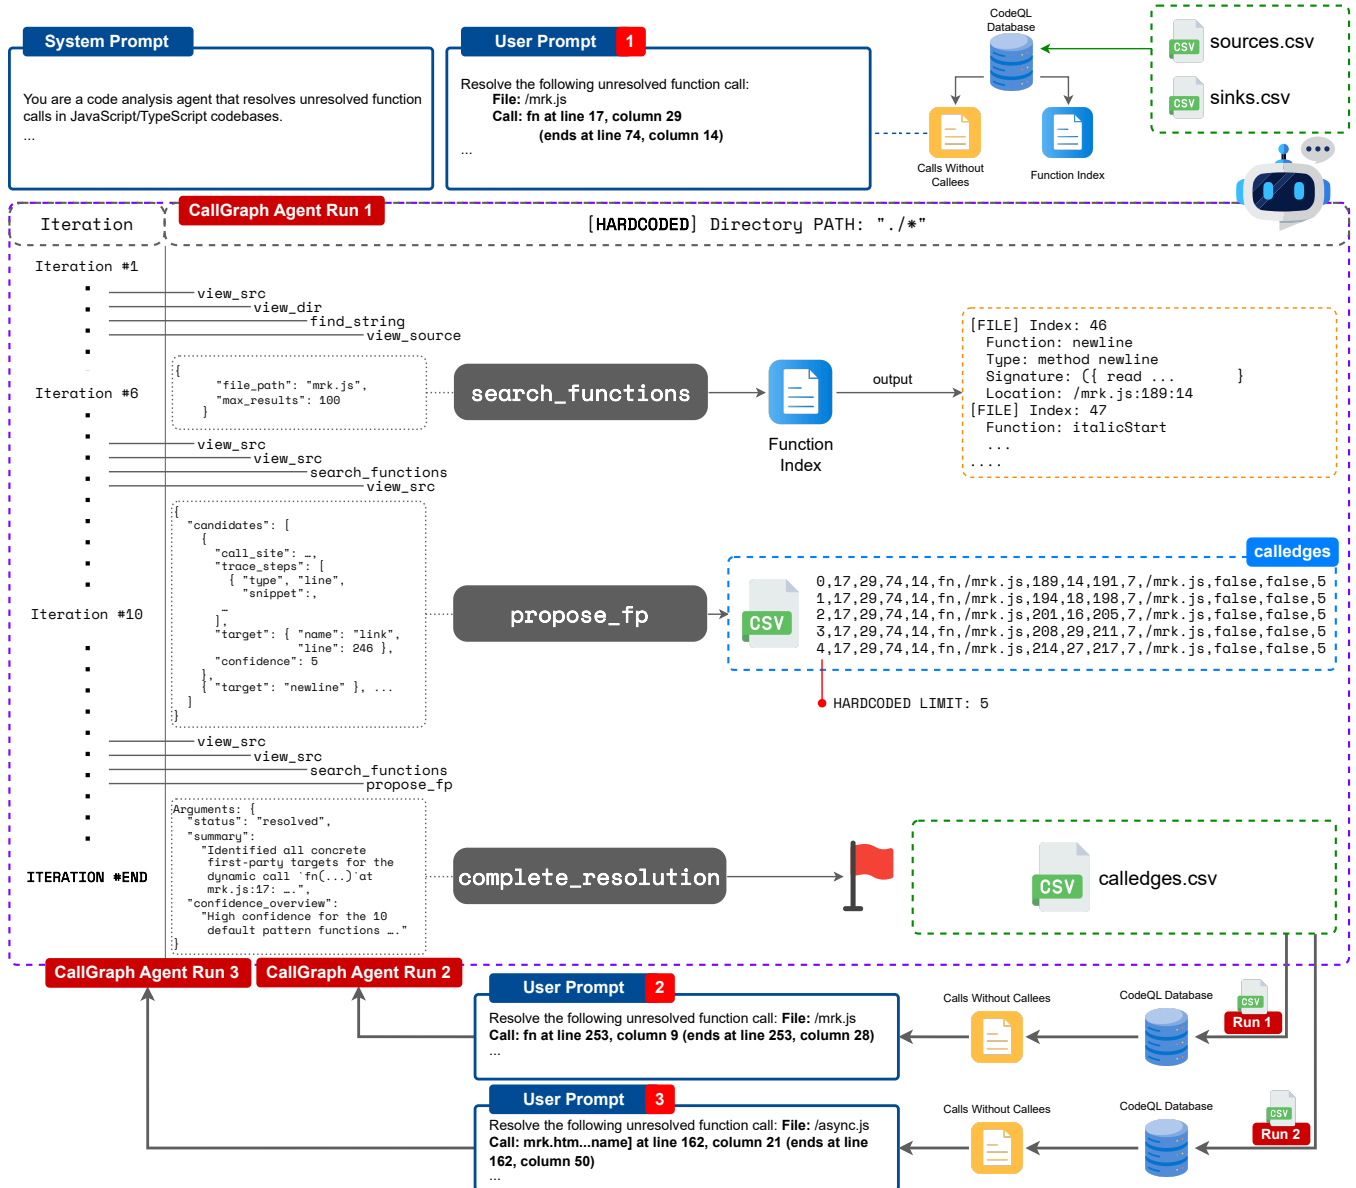 System Prompt
You are a code analysis agent that resolves unresolved function
calls in JavaScript/TypeScript codebases.
...
User Prompt 1
Resolve the following unresolved function call:
File: /mrk.js
Call: fn at line 17, column 29
(ends at line 74, column 14)
...
CodeQL
Database
Calls Without
Callees
Function Index
CSV sources.csv
CSV sinks.csv
CallGraph Agent Run 1
Iteration
[HARDCODED] Directory PATH: "./*"
Iteration #1
view_src
view_dir
find_string
view_source
Iteration #6
{
"file_path": "mrk.js",
"max_results": 100
}
search_functions
Function
Index
output
[FILE] Index: 46
Function: newline
Type: method newline
Signature: ({ read ... }
Location: /mrk.js:189:14
[FILE] Index: 47
Function: italicStart
...
....
view_src
view_src
search_functions
view_src
Iteration #10
{
"candidates": [
{
"call_site": …,
"trace_steps": [
{ "type", "line",
"snippet":,
…
],
"target": { "name": "link",
"line": 246 },
"confidence": 5
},
{ "target": "newline" }, ...
]
}
propose_fp
calledges
CSV
0,17,29,74,14,fn,/mrk.js,189,14,191,7,/mrk.js,false,false,5
1,17,29,74,14,fn,/mrk.js,194,18,198,7,/mrk.js,false,false,5
2,17,29,74,14,fn,/mrk.js,201,16,205,7,/mrk.js,false,false,5
3,17,29,74,14,fn,/mrk.js,208,29,211,7,/mrk.js,false,false,5
4,17,29,74,14,fn,/mrk.js,214,27,217,7,/mrk.js,false,false,5
HARDCODED LIMIT: 5
view_src
view_src
search_functions
propose_fp
ITERATION #END
Arguments: {
"status": "resolved",
"summary":
"Identified all concrete
first-party targets for the
dynamic call `fn(...)`at
mrk.js:17: ….",
"confidence_overview":
"High confidence for the 10
default pattern functions …."
}
complete_resolution
CSV calledges.csv
CallGraph Agent Run 3
CallGraph Agent Run 2
User Prompt 2
Resolve the following unresolved function call: File: /mrk.js
Call: fn at line 253, column 9 (ends at line 253, column 28)
...
Calls Without Callees
CodeQL Database
CSV
Run 1
User Prompt 3
Resolve the following unresolved function call: File: /async.js
Call: mrk.htm...name] at line 162, column 21 (ends at line
162, column 50)
...
Calls Without Callees
CodeQL Database
CSV
Run 2